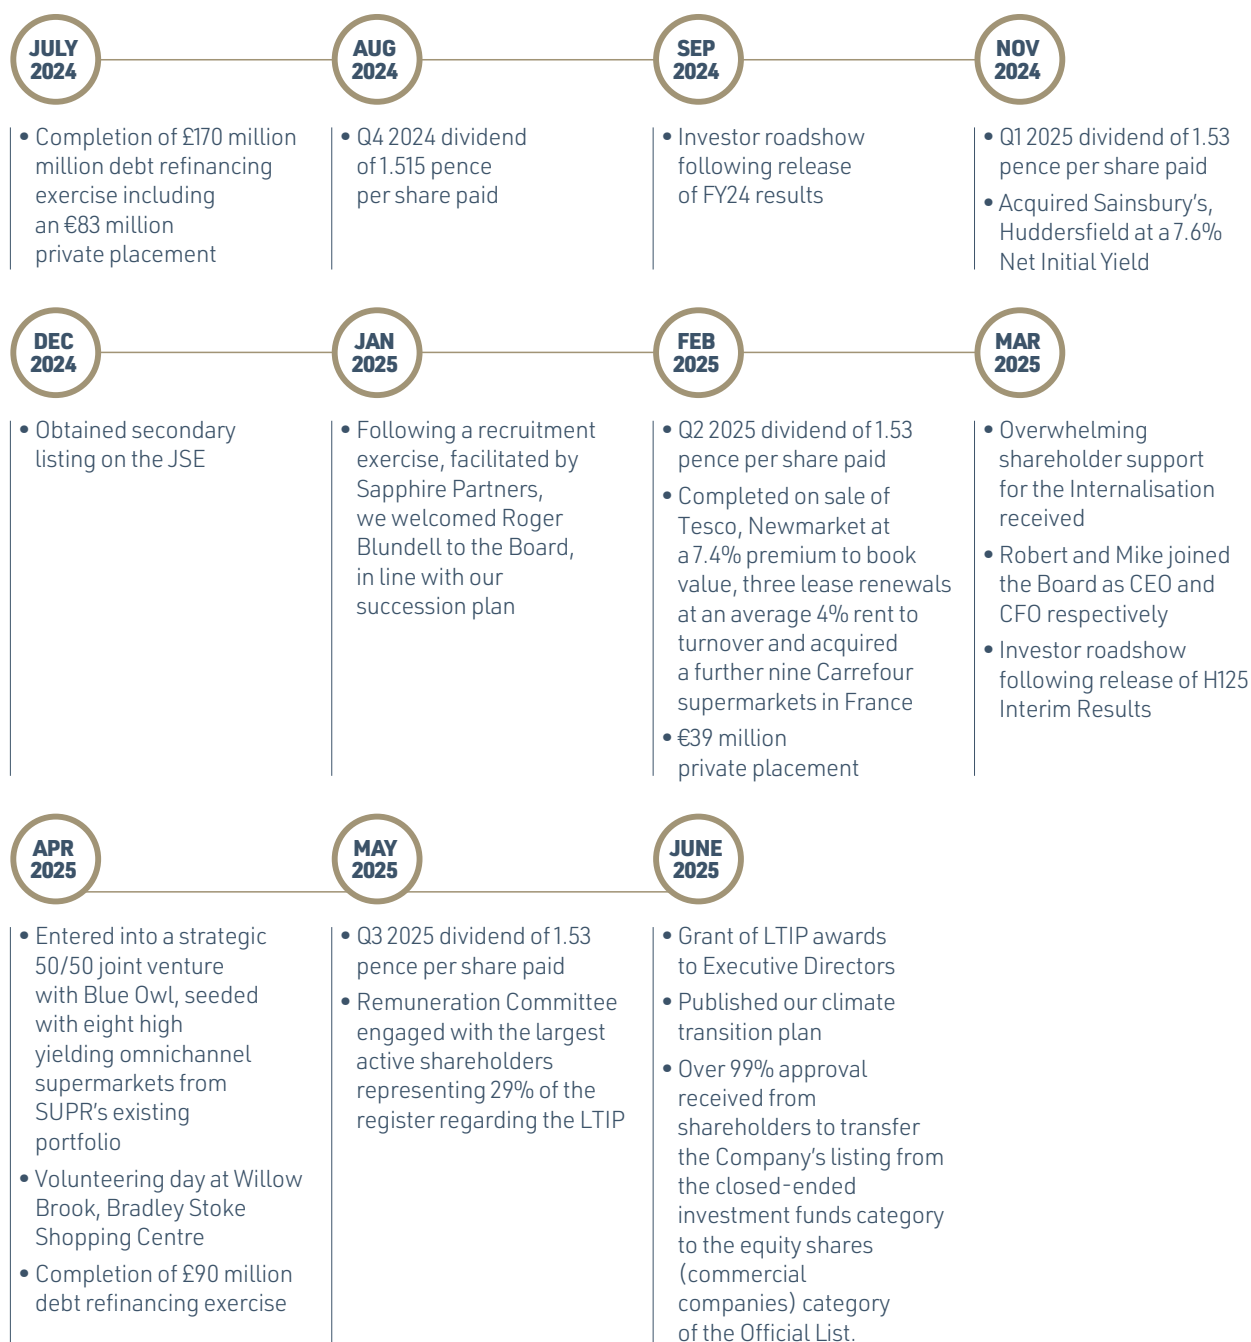 JULY
2024
• Completion of £170 million
million debt refinancing
exercise including
an €83 million
private placement
AUG
2024
• Q4 2024 dividend
of 1.515 pence
per share paid
SEP
2024
• Investor roadshow
following release
of FY24 results
NOV
2024
• Q1 2025 dividend of 1.53
pence per share paid
• Acquired Sainsbury's,
Huddersfield at a 7.6%
Net Initial Yield
DEC
2024
• Obtained secondary
listing on the JSE
JAN
2025
• Following a recruitment
exercise, facilitated by
Sapphire Partners,
we welcomed Roger
Blundell to the Board,
in line with our
succession plan
FEB
2025
• Q2 2025 dividend of 1.53
pence per share paid
• Completed on sale of
Tesco, Newmarket at
a 7.4% premium to book
value, three lease renewals
at an average 4% rent to
turnover and acquired
a further nine Carrefour
supermarkets in France
• €39 million
private placement
MAR
2025
• Overwhelming
shareholder support
for the Internalisation
received
• Robert and Mike joined
the Board as CEO and
CFO respectively
• Investor roadshow
following release of H125
Interim Results
APR
2025
• Entered into a strategic
50/50 joint venture
with Blue Owl, seeded
with eight high
yielding omnichannel
supermarkets from
SUPR's existing
portfolio
• Volunteering day at Willow
Brook, Bradley Stoke
Shopping Centre
• Completion of £90 million
debt refinancing exercise
MAY
2025
• Q3 2025 dividend of 1.53
pence per share paid
• Remuneration Committee
engaged with the largest
active shareholders
representing 29% of the
register regarding the LTIP
JUNE
2025
• Grant of LTIP awards
to Executive Directors
• Published our climate
transition plan
• Over 99% approval
received from
shareholders to transfer
the Company's listing from
the closed-ended
investment funds category
to the equity shares
(commercial
companies) category
of the Official List.